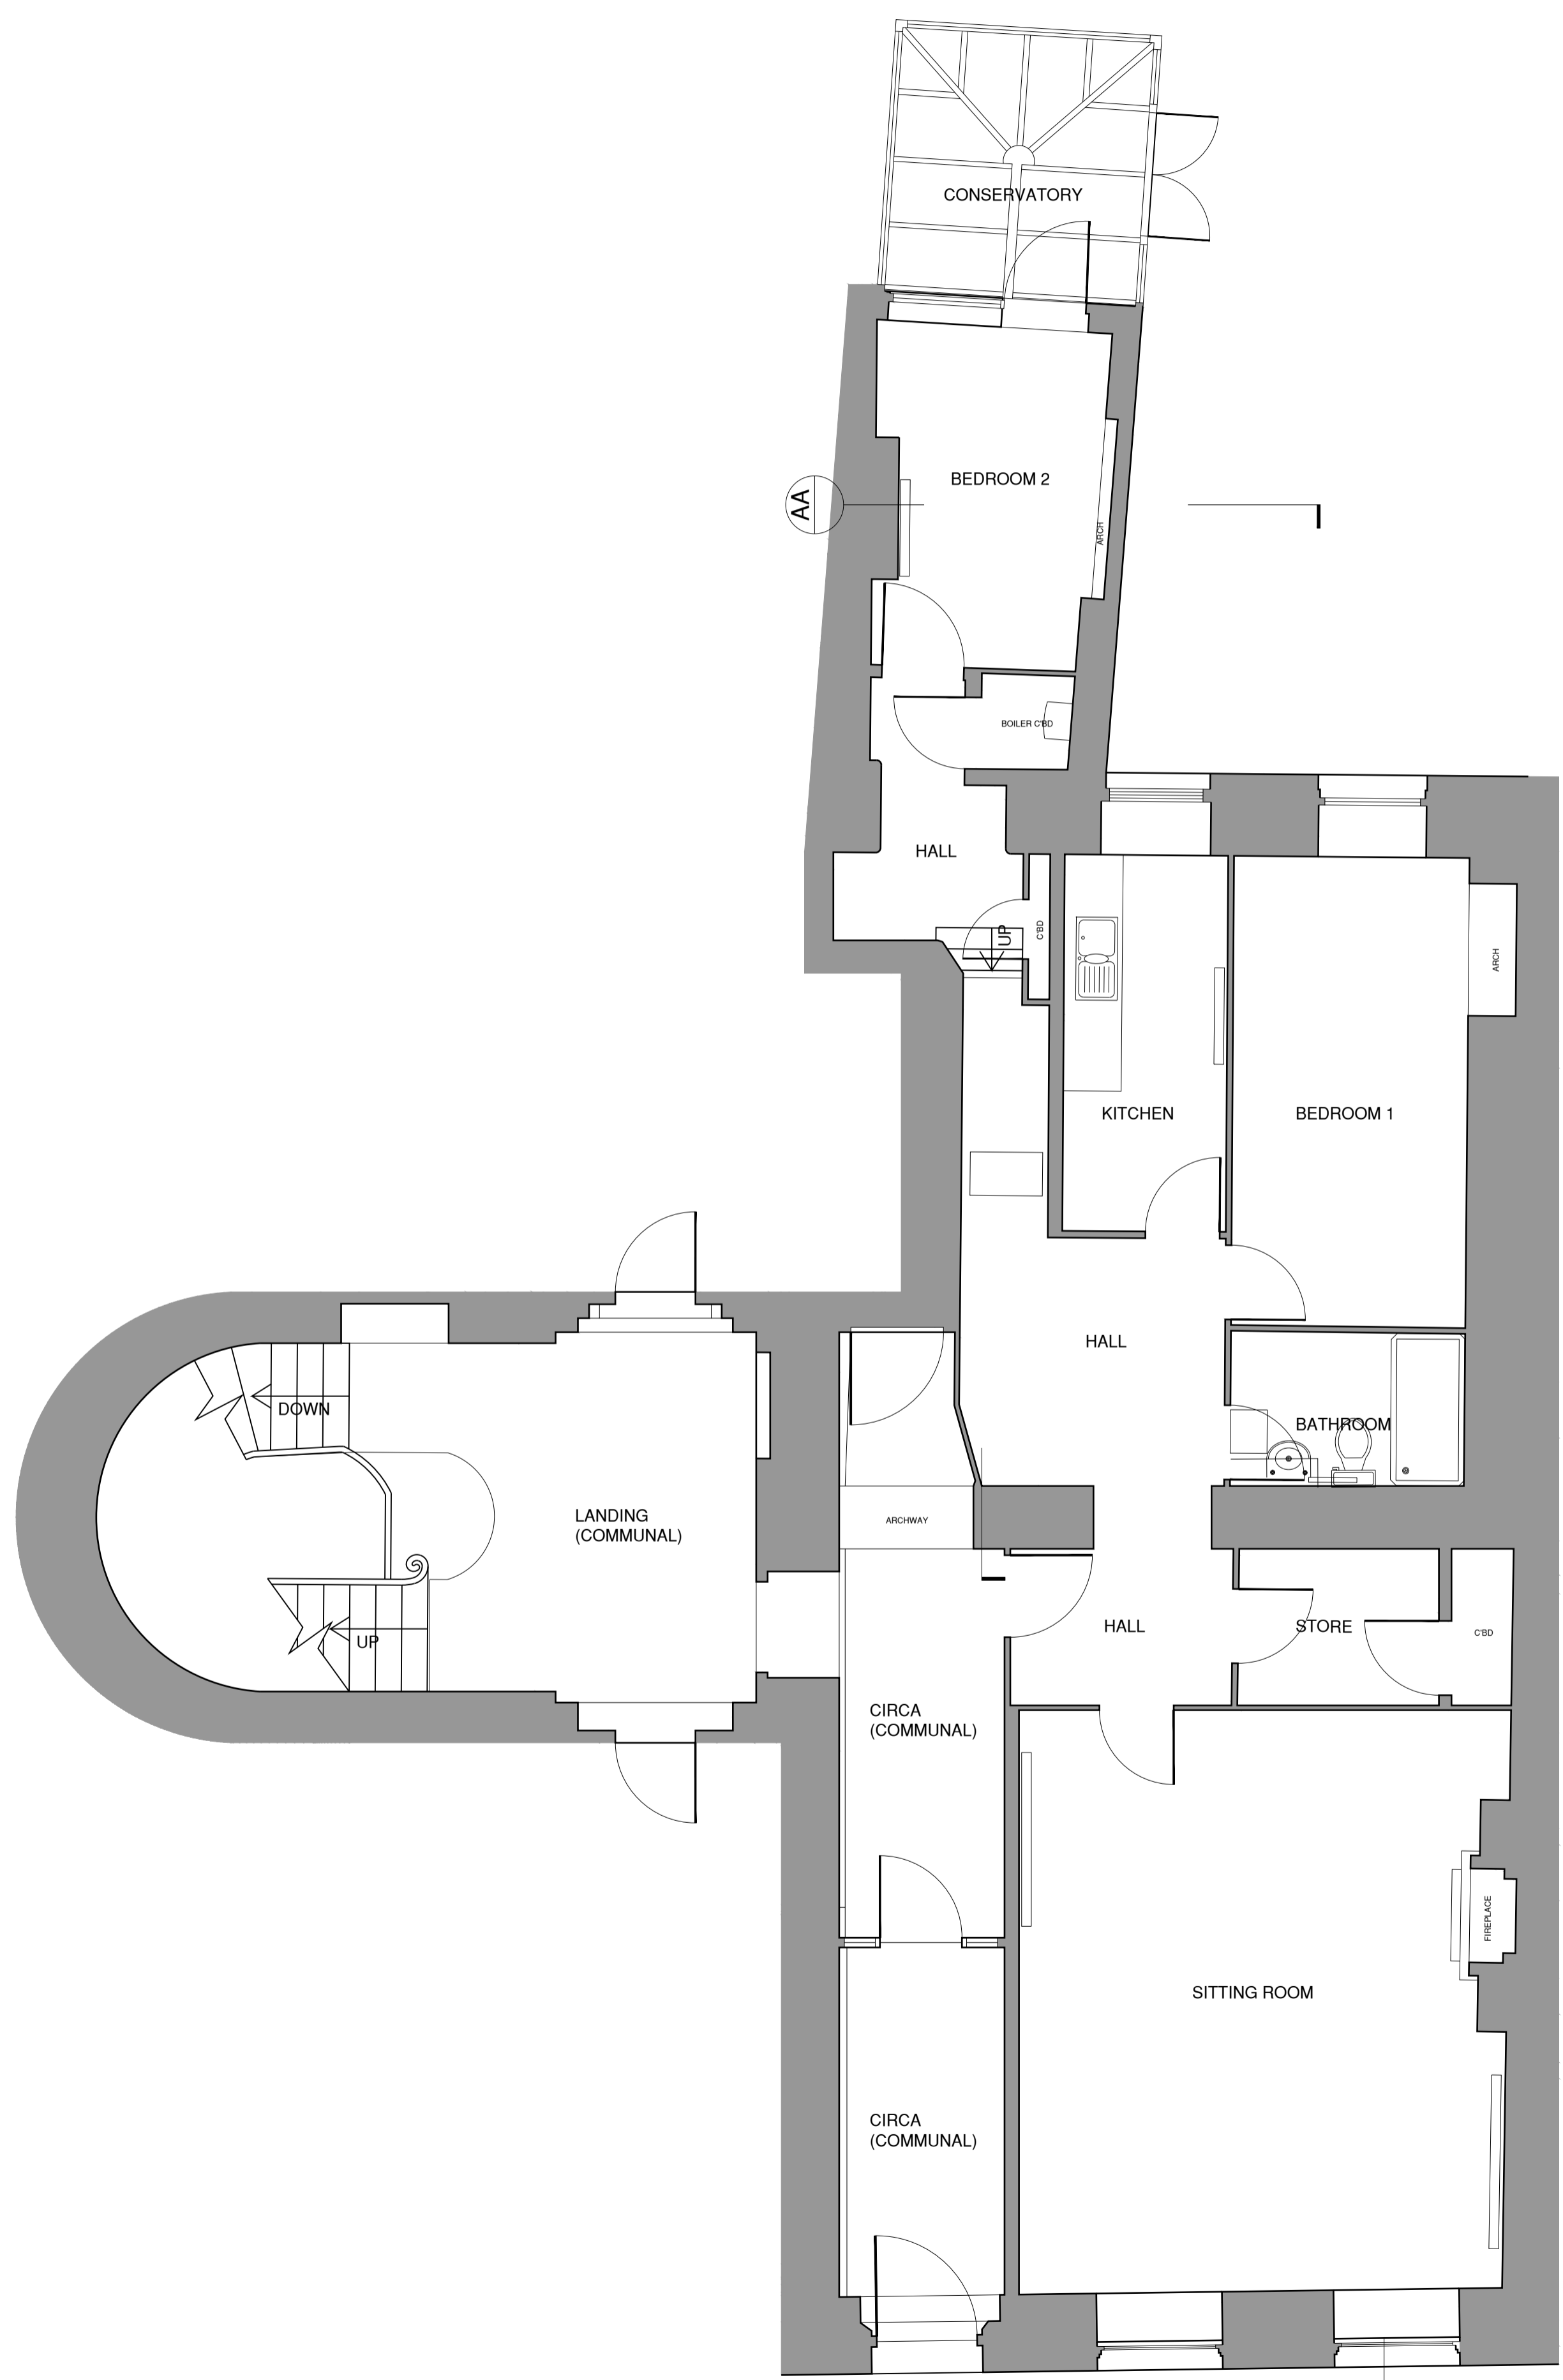 CONSERVATORY
BEDROOM 2
AA
ARCH
BOILER C'BD
HALL
UP
C'BD
ARCH
KITCHEN
BEDROOM 1
HALL
DOWN
BATHROOM
LANDING
(COMMUNAL)
ARCHWAY
HALL
STORE
C'BD
UP
CIRCA
(COMMUNAL)
FIREPLACE
SITTING ROOM
CIRCA
(COMMUNAL)